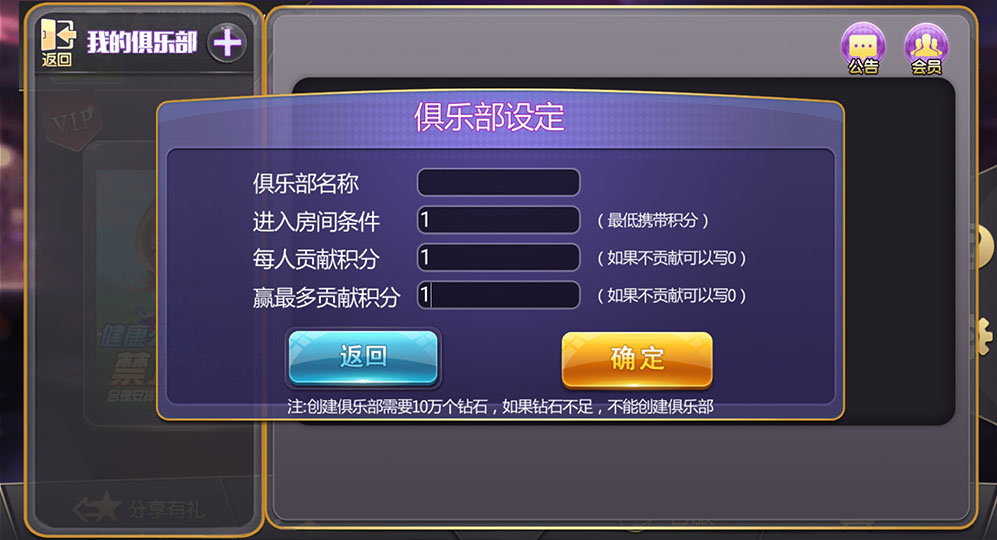 返回
我的俱乐部
公告
会员
VIP
俱乐部设定
俱乐部名称
进入房间条件 1 (最低携带积分)
每人贡献积分 1 (如果不贡献可以写0)
赢最多贡献积分 1 (如果不贡献可以写0)
返回 确定
注:创建俱乐部需要10万个钻石，如果钻石不足，不能创建俱乐部
健康
禁
分享有礼